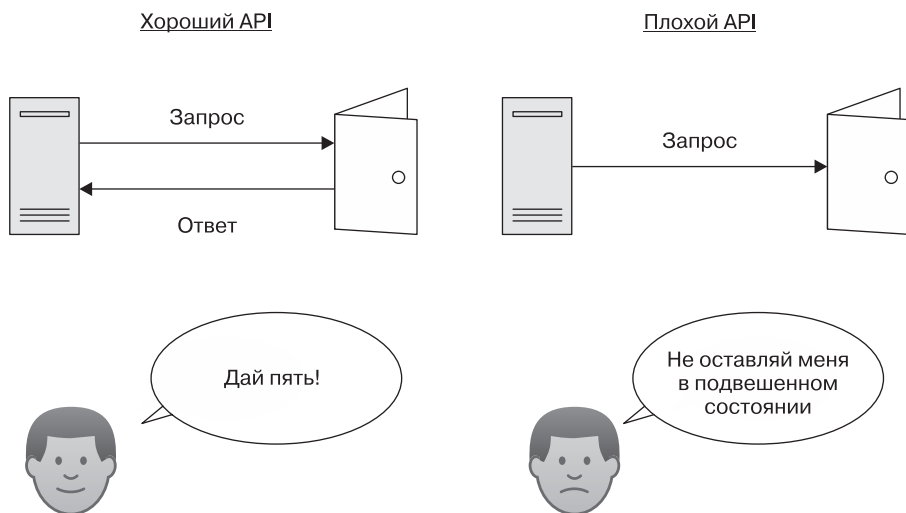 Хороший API
Плохой API
Запрос
Ответ
Запрос
Дай пять!
Не оставляй меня
в подвешенном
состоянии